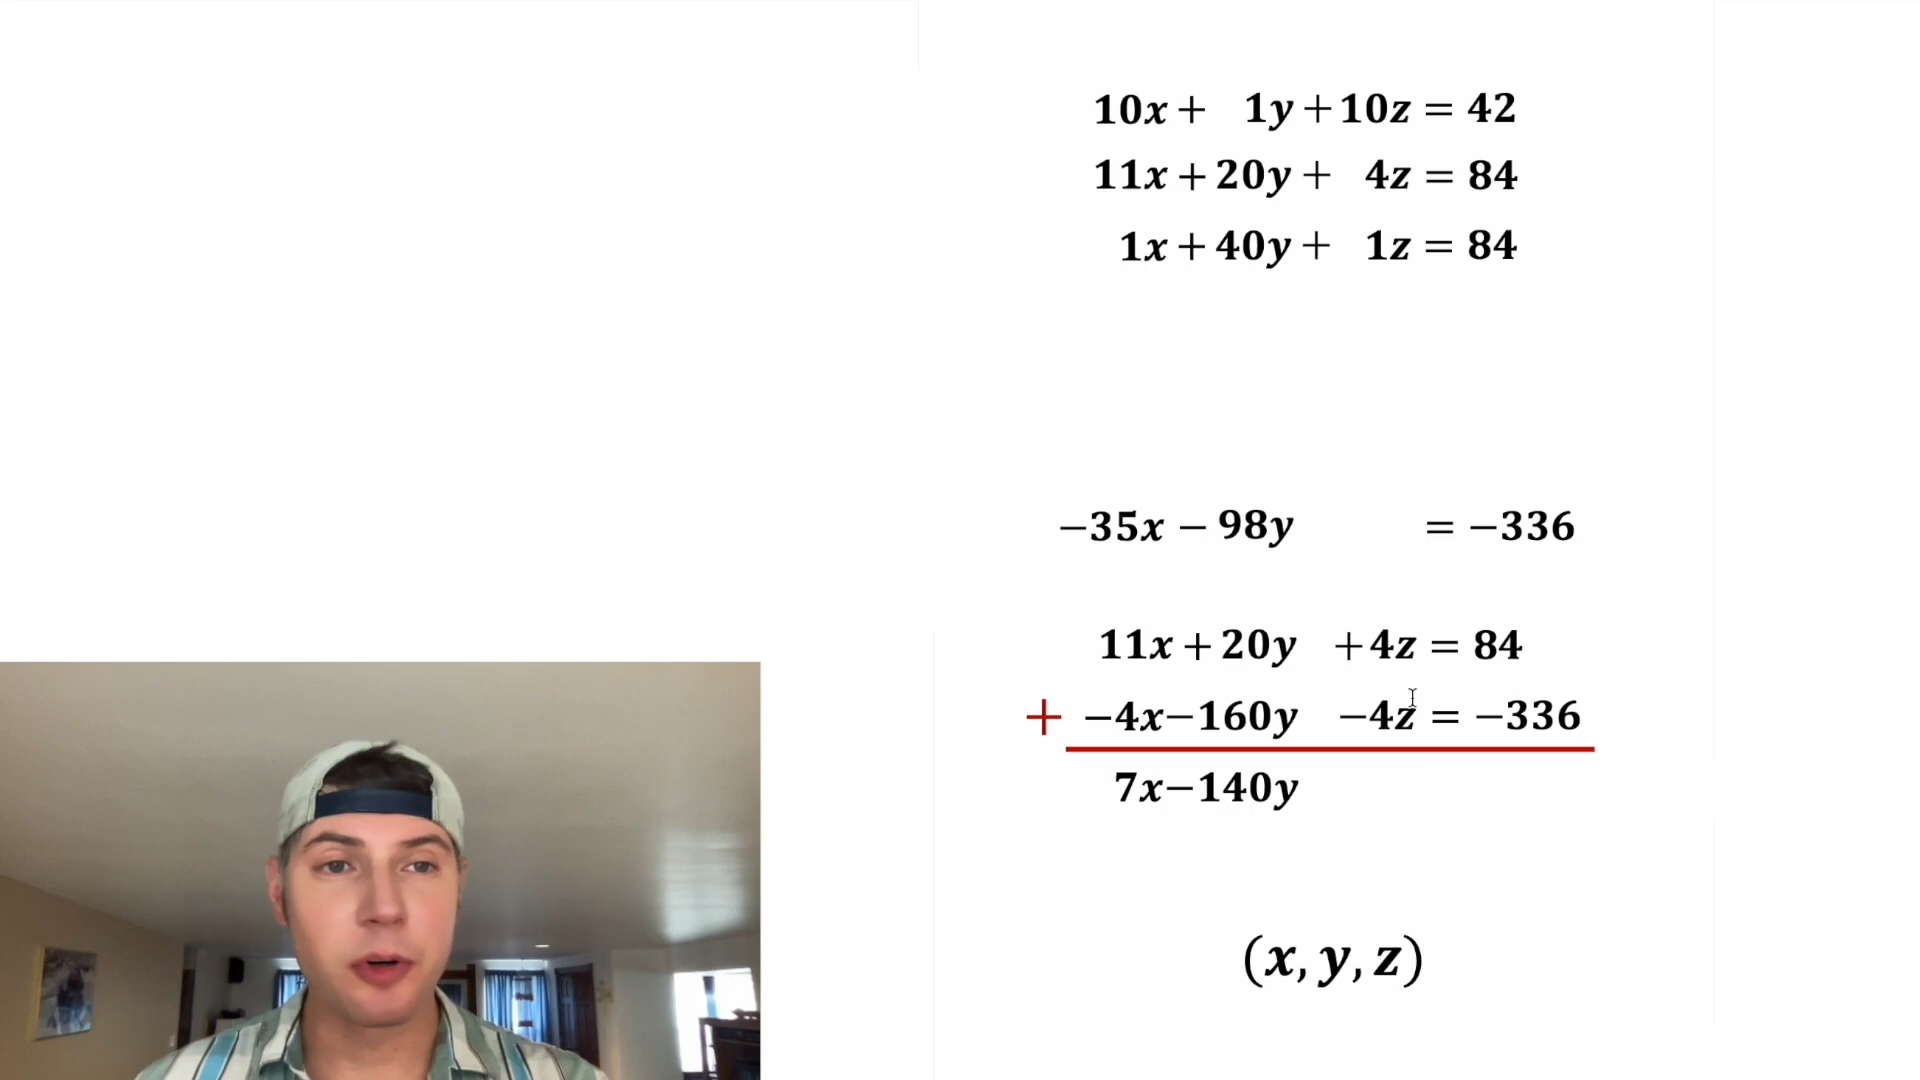 10x + 1y + 10z = 42
11x + 20y + 4z = 84
1x + 40y + 1z = 84
−35x − 98y = −336
11x + 20y + 4z = 84
+ −4x−160y −4z = −336
7x−140y
(x, y, z)